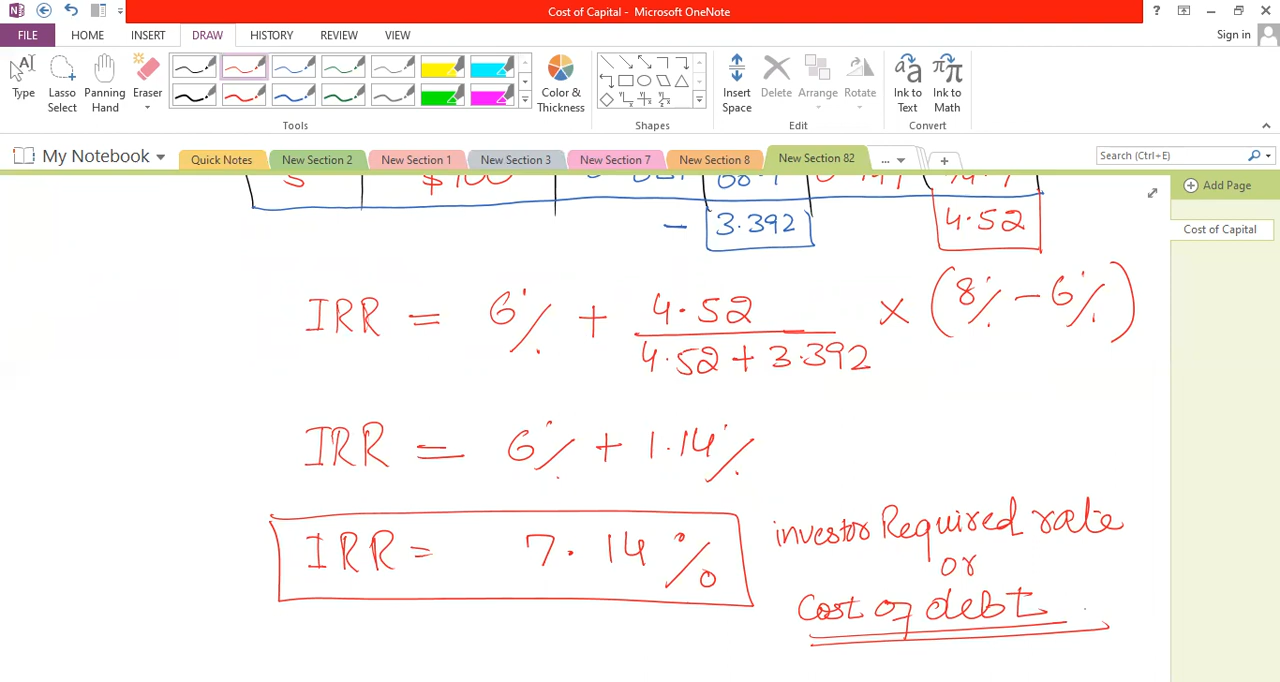 Cost of Capital - Microsoft OneNote
?
FILE HOME INSERT DRAW HISTORY REVIEW VIEW
Sign in
Type Lasso Select Panning Hand Eraser
Color & Thickness
Insert Space Delete Arrange Rotate
Ink to Text Ink to Math
Tools Shapes Edit Convert
My Notebook Quick Notes New Section 2 New Section 1 New Section 3 New Section 7 New Section 8 New Section 82 ... +
Search (Ctrl+E)
Add Page
Cost of Capital
5 $100
- 3.392 4.52
IRR = 6% + 4.52 / 4.52 + 3.392 × (8% - 6%)
IRR = 6% + 1.14%
IRR = 7.14%
investor Required rate
or
Cost of debt